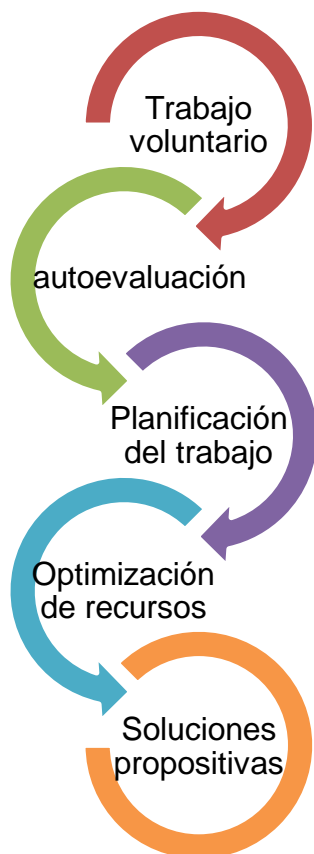 Trabajo
voluntario
autoevaluación
Planificación
del trabajo
Optimización
de recursos
Soluciones
propositivas